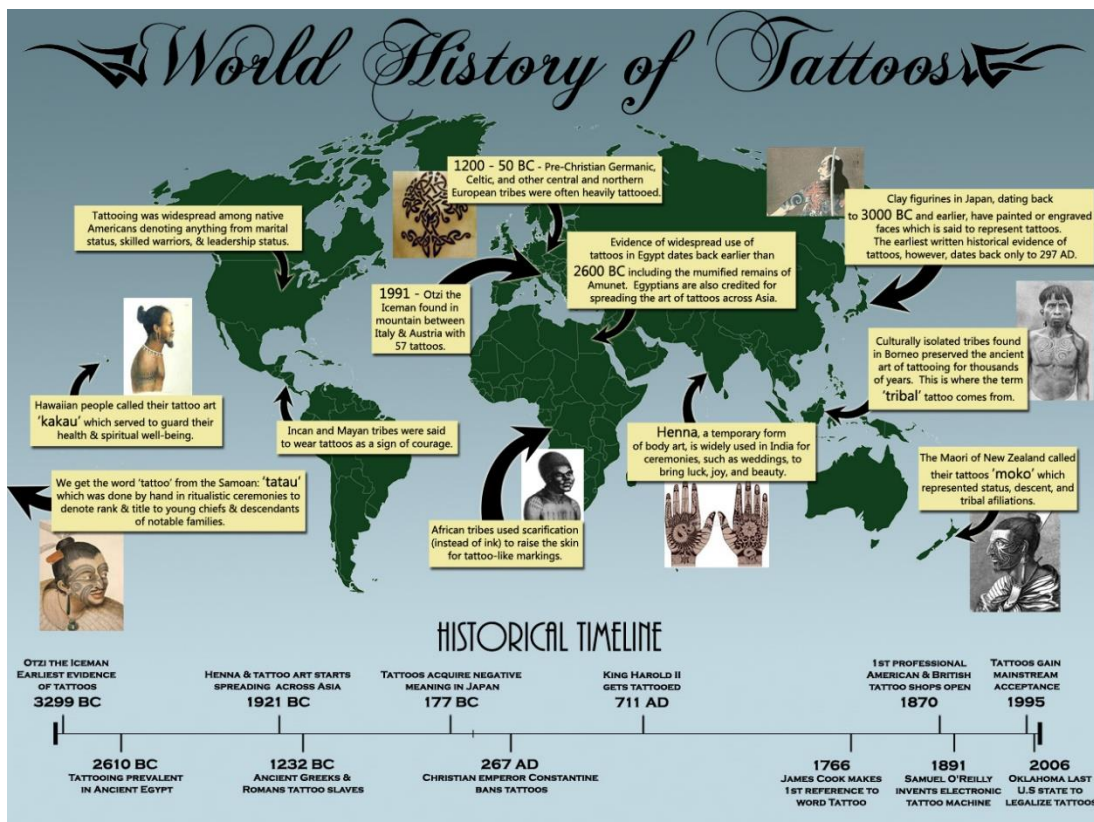 World History of Tattoos
1200 - 50 BC - Pre-Christian Germanic,
Celtic, and other central and northern
European tribes were often heavily tattooed.
Tattooing was widespread among native
Americans denoting anything from marital
status, skilled warriors, & leadership status.
Clay figurines in Japan, dating back
to 3000 BC and earlier, have painted or engraved
faces which is said to represent tattoos.
The earliest written historical evidence of
tattoos, however, dates back only to 297 AD.
Evidence of widespread use of
tattoos in Egypt dates back earlier than
2600 BC including the mumified remains of
Amunet. Egyptians are also credited for
spreading the art of tattoos across Asia.
1991 - Otzi the
Iceman found in
mountain between
Italy & Austria with
57 tattoos.
Culturally isolated tribes found
in Borneo preserved the ancient
art of tattooing for thousands
of years. This is where the term
'tribal' tattoo comes from.
Hawaiian people called their tattoo art
'kakau' which served to guard their
health & spiritual well-being.
Incan and Mayan tribes were said
to wear tattoos as a sign of courage.
Henna, a temporary form
of body art, is widely used in India for
ceremonies, such as weddings, to
bring luck, joy, and beauty.
The Maori of New Zealand called
their tattoos 'moko' which
represented status, descent, and
tribal afiliations.
We get the word 'tattoo' from the Samoan: 'tatau'
which was done by hand in ritualistic ceremonies to
denote rank & title to young chiefs & descendants
of notable families.
African tribes used scarification
(instead of ink) to raise the skin
for tattoo-like markings.
HISTORICAL TIMELINE
OTZI THE ICEMAN
EARLIEST EVIDENCE
OF TATTOOS
3299 BC
HENNA & TATTOO ART STARTS
SPREADING ACROSS ASIA
1921 BC
TATTOOS ACQUIRE NEGATIVE
MEANING IN JAPAN
177 BC
KING HAROLD II
GETS TATTOOED
711 AD
1ST PROFESSIONAL
AMERICAN & BRITISH
TATTOO SHOPS OPEN
1870
TATTOOS GAIN
MAINSTREAM
ACCEPTANCE
1995
2610 BC
TATTOOING PREVALENT
IN ANCIENT EGYPT
1232 BC
ANCIENT GREEKS &
ROMANS TATTOO SLAVES
267 AD
CHRISTIAN EMPEROR CONSTANTINE
BANS TATTOOS
1766
JAMES COOK MAKES
1ST REFERENCE TO
WORD TATTOO
1891
SAMUEL O'REILLY
INVENTS ELECTRONIC
TATTOO MACHINE
2006
OKLAHOMA LAST
U.S STATE TO
LEGALIZE TATTOOS